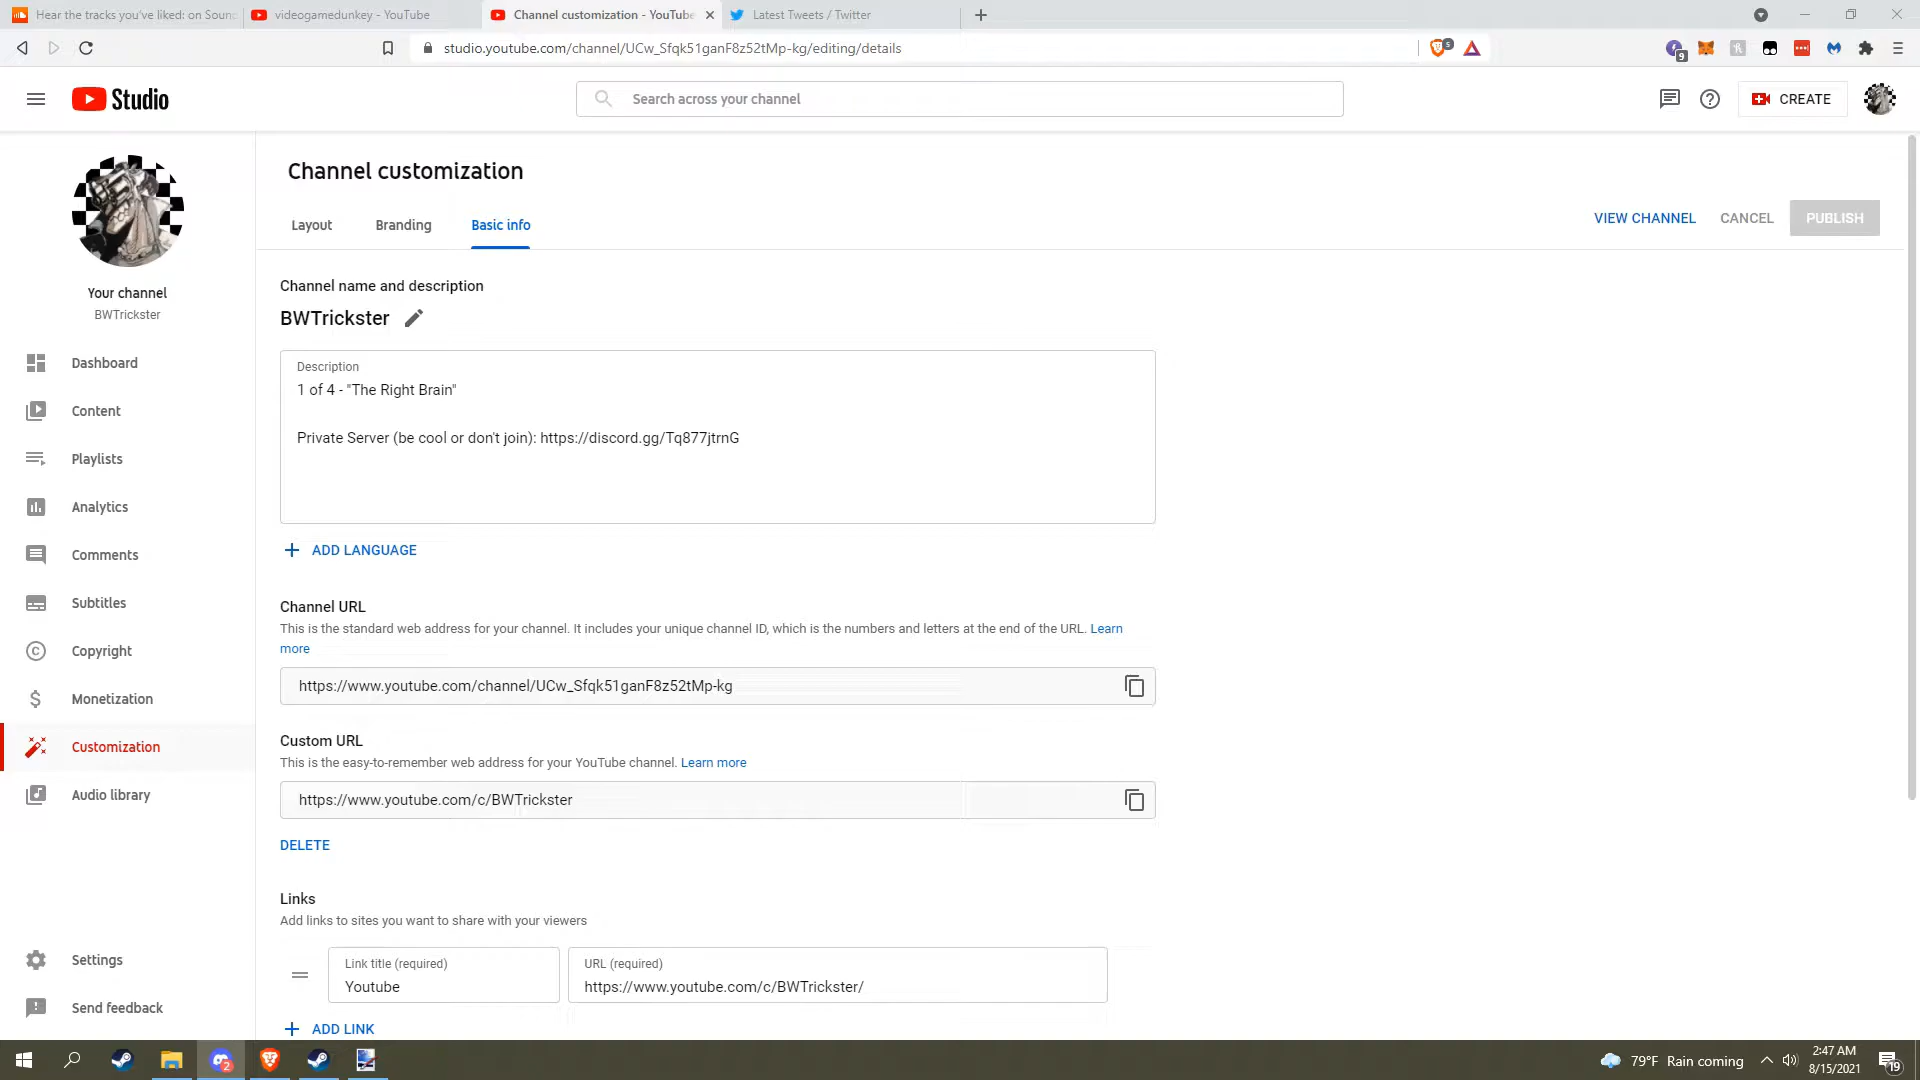 Hear the tracks you've liked: on Soun
videogamedunkey - YouTube
Channel customization - YouTube
Latest Tweets / Twitter
studio.youtube.com/channel/UCw_Sfqk51ganF8z52tMp-kg/editing/details
5
9
Studio
Search across your channel
CREATE
Your channel
BWTrickster
Dashboard
Content
Playlists
Analytics
Comments
Subtitles
Copyright
Monetization
Customization
Audio library
Settings
Send feedback
Channel customization
Layout
Branding
Basic info
VIEW CHANNEL
CANCEL
PUBLISH
Channel name and description
BWTrickster
Description
1 of 4 - "The Right Brain"
Private Server (be cool or don't join): https://discord.gg/Tq877jtrnG
ADD LANGUAGE
Channel URL
This is the standard web address for your channel. It includes your unique channel ID, which is the numbers and letters at the end of the URL. Learn
more
https://www.youtube.com/channel/UCw_Sfqk51ganF8z52tMp-kg
Custom URL
This is the easy-to-remember web address for your YouTube channel. Learn more
https://www.youtube.com/c/BWTrickster
DELETE
Links
Add links to sites you want to share with your viewers
Link title (required)
Youtube
URL (required)
https://www.youtube.com/c/BWTrickster/
ADD LINK
2
79°F Rain coming
2:47 AM
8/15/2021
19